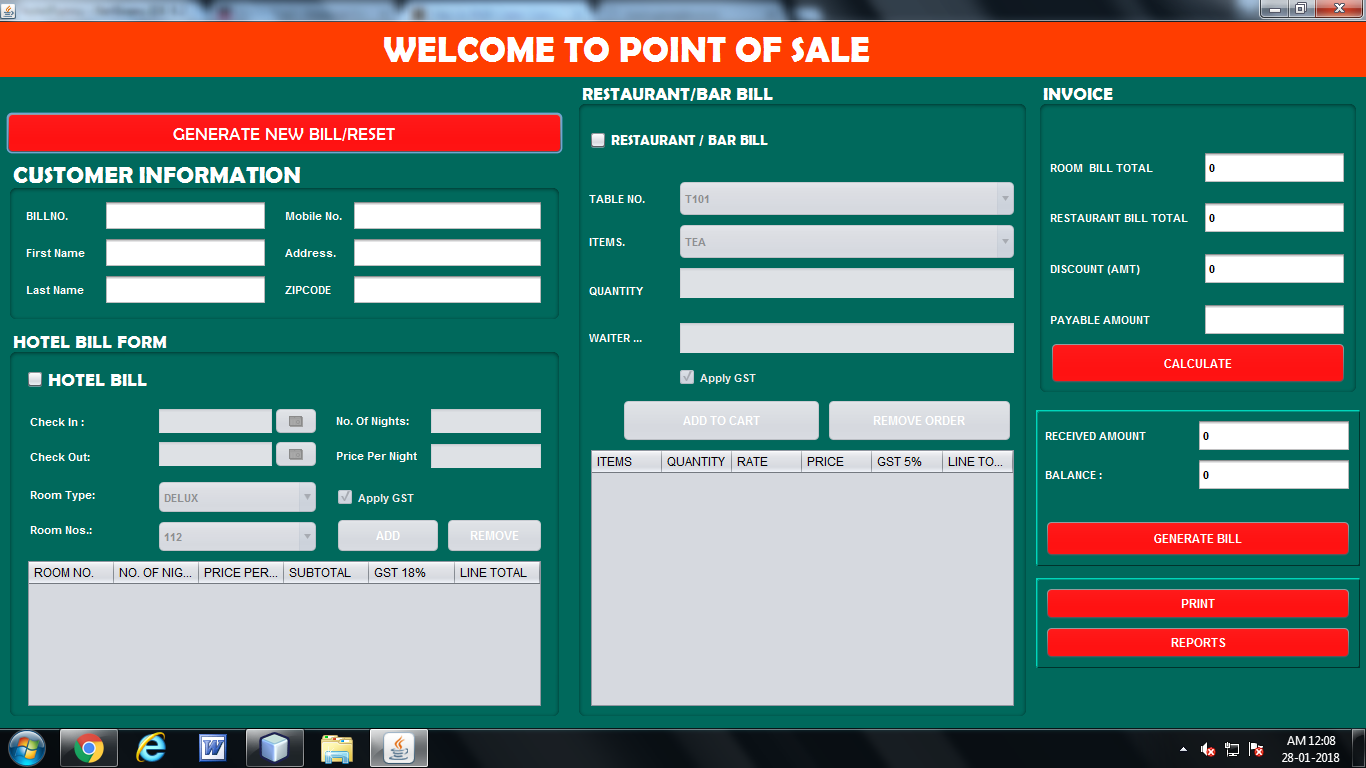 WELCOME TO POINT OF SALE
GENERATE NEW BILL/RESET
CUSTOMER INFORMATION
BILLNO.
Mobile No.
First Name
Address.
Last Name
ZIPCODE
HOTEL BILL FORM
HOTEL BILL
Check In :
No. Of Nights:
Check Out:
Price Per Night
Room Type:
DELUX
Apply GST
Room Nos.:
112
ADD
REMOVE
ROOM NO. NO. OF NIG... PRICE PER... SUBTOTAL GST 18% LINE TOTAL
RESTAURANT/BAR BILL
RESTAURANT / BAR BILL
TABLE NO.
T101
ITEMS.
TEA
QUANTITY
WAITER ...
Apply GST
ADD TO CART
REMOVE ORDER
ITEMS QUANTITY RATE PRICE GST 5% LINE TO...
INVOICE
ROOM BILL TOTAL
0
RESTAURANT BILL TOTAL
0
DISCOUNT (AMT)
0
PAYABLE AMOUNT
CALCULATE
RECEIVED AMOUNT
0
BALANCE :
0
GENERATE BILL
PRINT
REPORTS
AM 12:08
28-01-2018